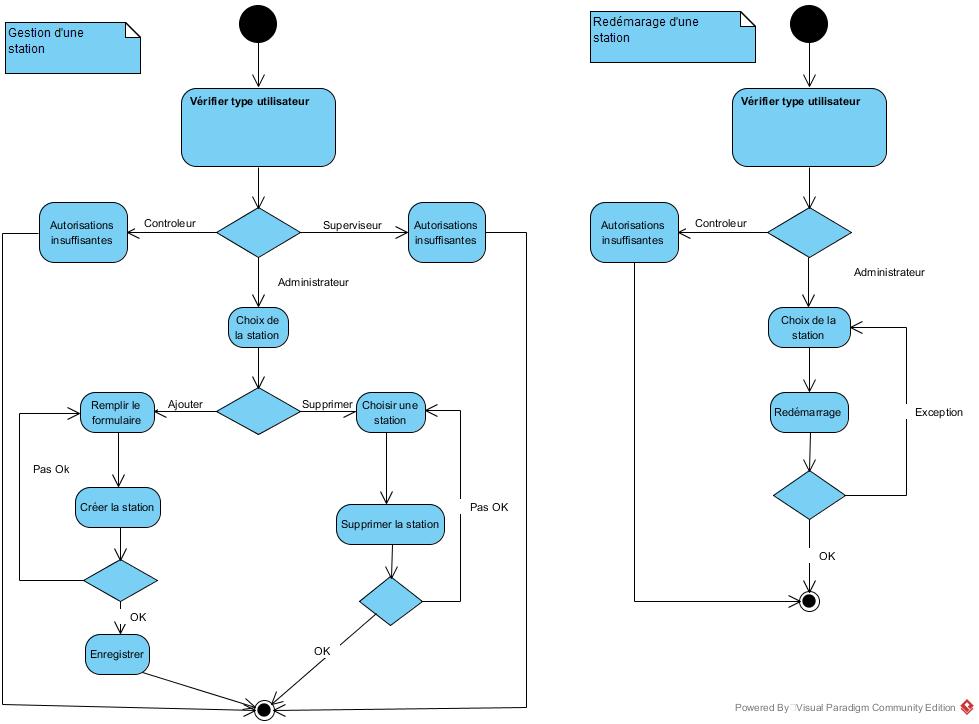 Gestion d'une
station
Vérifier type utilisateur
Autorisations
insuffisantes
Controleur
Superviseur
Autorisations
insuffisantes
Administrateur
Choix de
la station
Remplir le
formulaire
Ajouter
Supprimer
Choisir une
station
Pas Ok
Créer la station
Supprimer la station
Pas OK
OK
Enregistrer
OK
Redémarage d'une
station
Vérifier type utilisateur
Autorisations
insuffisantes
Controleur
Administrateur
Choix de la
station
Redémarrage
Exception
OK
Powered By Visual Paradigm Community Edition